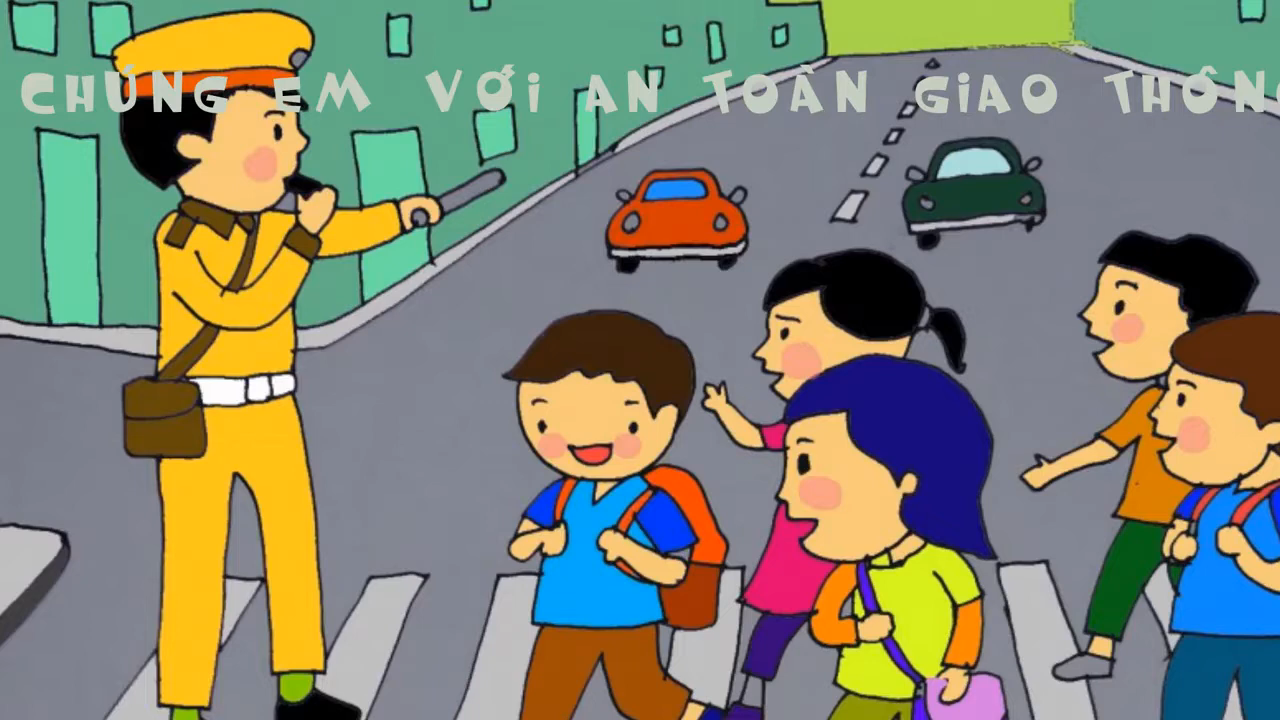 CHÚNG EM VỚI AN TOÀN GIAO THÔNG